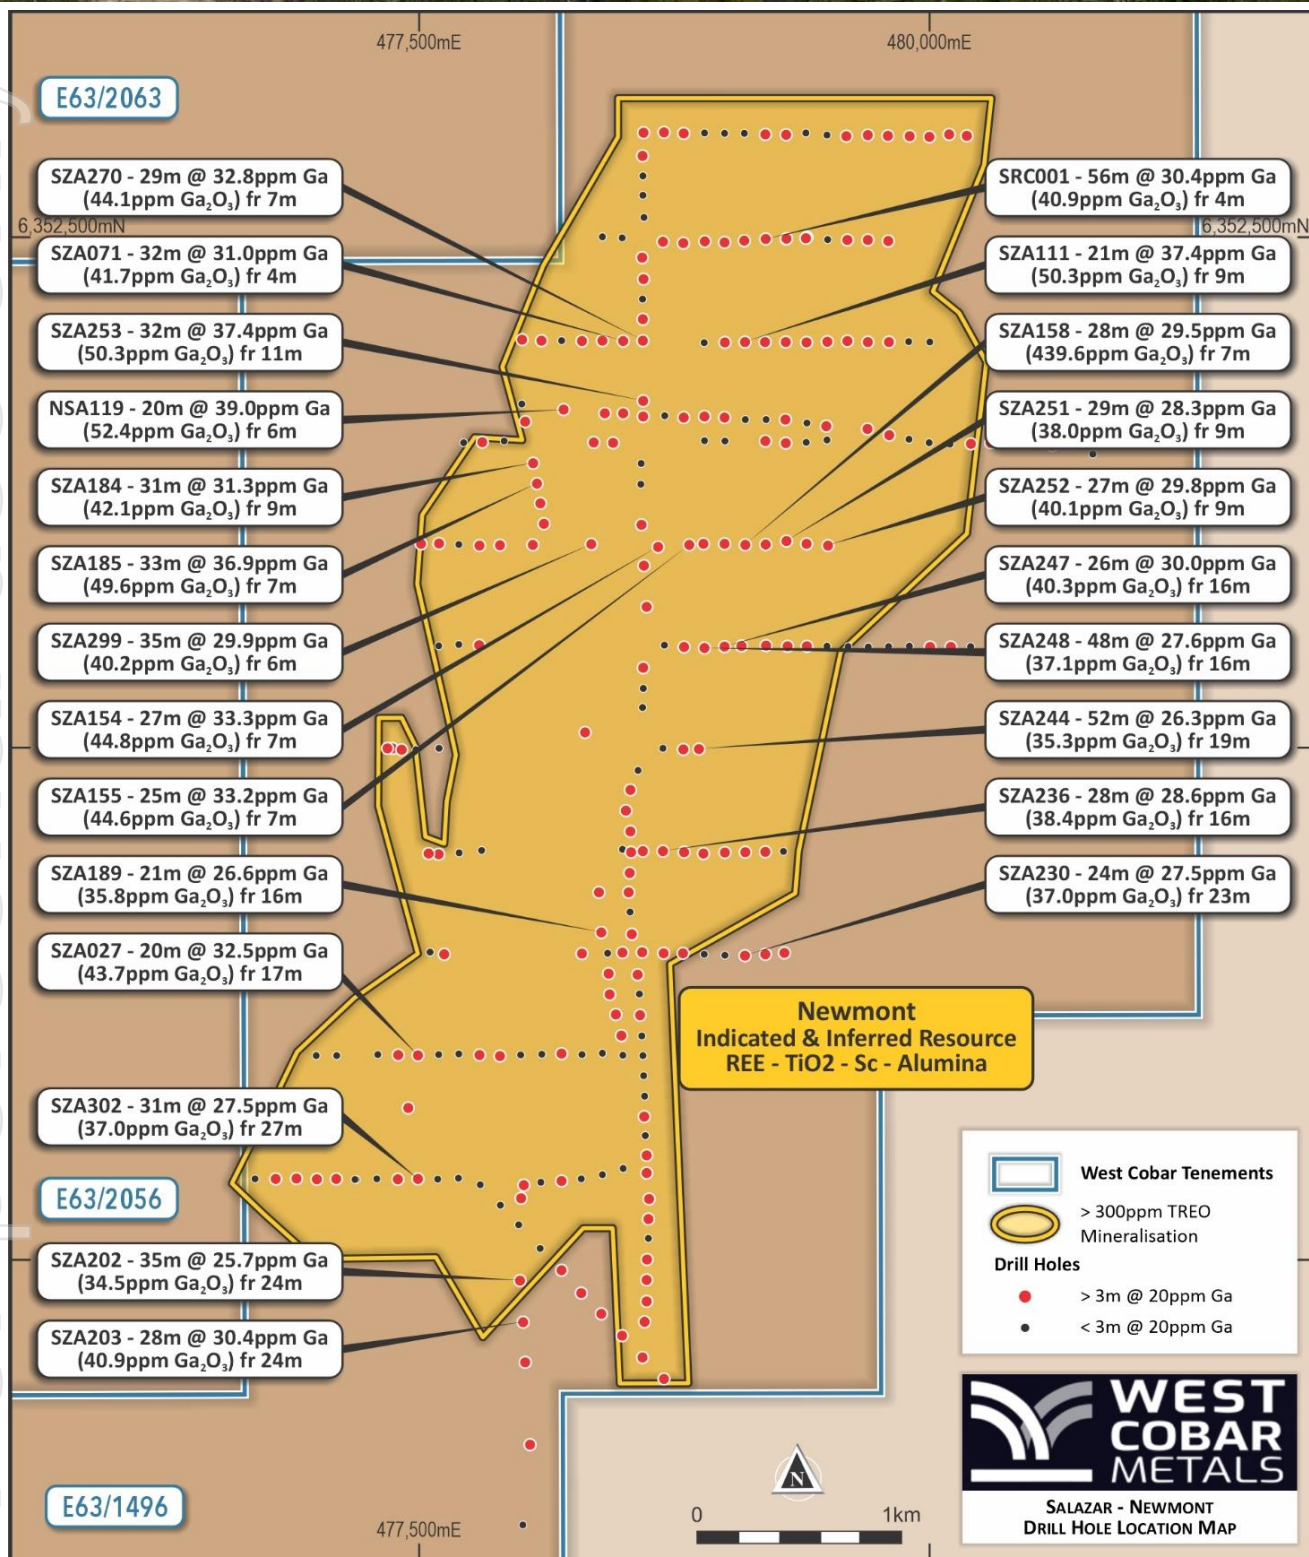 477,500mE
480,000mE
E63/2063
SZA270 - 29m @ 32.8ppm Ga
(44.1ppm Ga₂O₃) fr 7m
6,352,500mN
SZA071 - 32m @ 31.0ppm Ga
(41.7ppm Ga₂O₃) fr 4m
SZA253 - 32m @ 37.4ppm Ga
(50.3ppm Ga₂O₃) fr 11m
NSA119 - 20m @ 39.0ppm Ga
(52.4ppm Ga₂O₃) fr 6m
SZA184 - 31m @ 31.3ppm Ga
(42.1ppm Ga₂O₃) fr 9m
SZA185 - 33m @ 36.9ppm Ga
(49.6ppm Ga₂O₃) fr 7m
SZA299 - 35m @ 29.9ppm Ga
(40.2ppm Ga₂O₃) fr 6m
SZA154 - 27m @ 33.3ppm Ga
(44.8ppm Ga₂O₃) fr 7m
SZA155 - 25m @ 33.2ppm Ga
(44.6ppm Ga₂O₃) fr 7m
SZA189 - 21m @ 26.6ppm Ga
(35.8ppm Ga₂O₃) fr 16m
SZA027 - 20m @ 32.5ppm Ga
(43.7ppm Ga₂O₃) fr 17m
SZA302 - 31m @ 27.5ppm Ga
(37.0ppm Ga₂O₃) fr 27m
E63/2056
SZA202 - 35m @ 25.7ppm Ga
(34.5ppm Ga₂O₃) fr 24m
SZA203 - 28m @ 30.4ppm Ga
(40.9ppm Ga₂O₃) fr 24m
E63/1496
SRC001 - 56m @ 30.4ppm Ga
(40.9ppm Ga₂O₃) fr 4m
6,352,500mN
SZA111 - 21m @ 37.4ppm Ga
(50.3ppm Ga₂O₃) fr 9m
SZA158 - 28m @ 29.5ppm Ga
(439.6ppm Ga₂O₃) fr 7m
SZA251 - 29m @ 28.3ppm Ga
(38.0ppm Ga₂O₃) fr 9m
SZA252 - 27m @ 29.8ppm Ga
(40.1ppm Ga₂O₃) fr 9m
SZA247 - 26m @ 30.0ppm Ga
(40.3ppm Ga₂O₃) fr 16m
SZA248 - 48m @ 27.6ppm Ga
(37.1ppm Ga₂O₃) fr 16m
SZA244 - 52m @ 26.3ppm Ga
(35.3ppm Ga₂O₃) fr 19m
SZA236 - 28m @ 28.6ppm Ga
(38.4ppm Ga₂O₃) fr 16m
SZA230 - 24m @ 27.5ppm Ga
(37.0ppm Ga₂O₃) fr 23m
Newmont
Indicated & Inferred Resource
REE - TiO2 - Sc - Alumina
West Cobar Tenements
> 300ppm TREO
Mineralisation
Drill Holes
> 3m @ 20ppm Ga
< 3m @ 20ppm Ga
WEST
COBAR
METALS
SALAZAR - NEWMONT
DRILL HOLE LOCATION MAP
N
0 1km
477,500mE